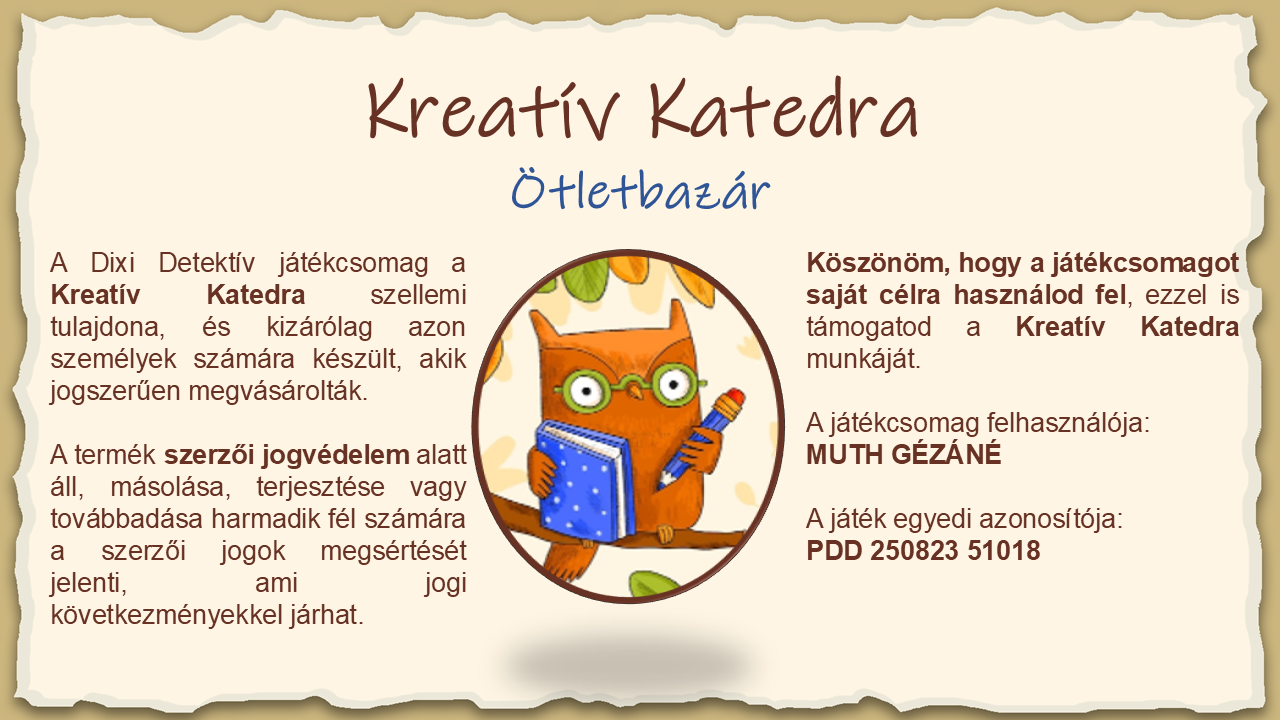 Kreatív Katedra
Ötletbazár
A Dixi Detektív játékcsomag a
Kreatív Katedra szellemi
tulajdona, és kizárólag azon
személyek számára készült, akik
jogszerűen megvásárolták.
A termék szerzői jogvédelem alatt
áll, másolása, terjesztése vagy
továbbadása harmadik fél számára
a szerzői jogok megsértését
jelenti, ami jogi
következményekkel járhat.
Köszönöm, hogy a játékcsomagot
saját célra használod fel, ezzel is
támogatod a Kreatív Katedra
munkáját.
A játékcsomag felhasználója:
MUTH GÉZÁNÉ
A játék egyedi azonosítója:
PDD 250823 51018